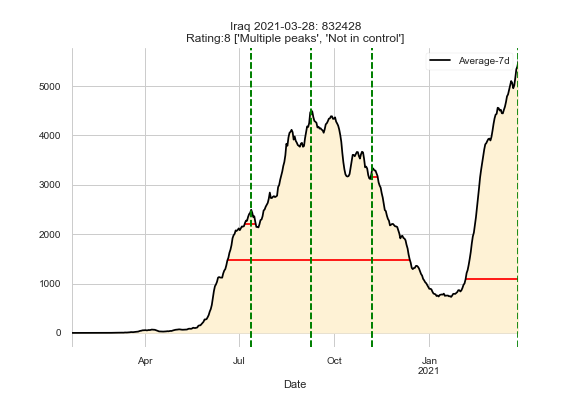 Iraq 2021-03-28: 832428
Rating:8 ['Multiple peaks', 'Not in control']
Average-7d
5000
4000
3000
2000
1000
0
Apr
Jul
Oct
Jan
2021
Date